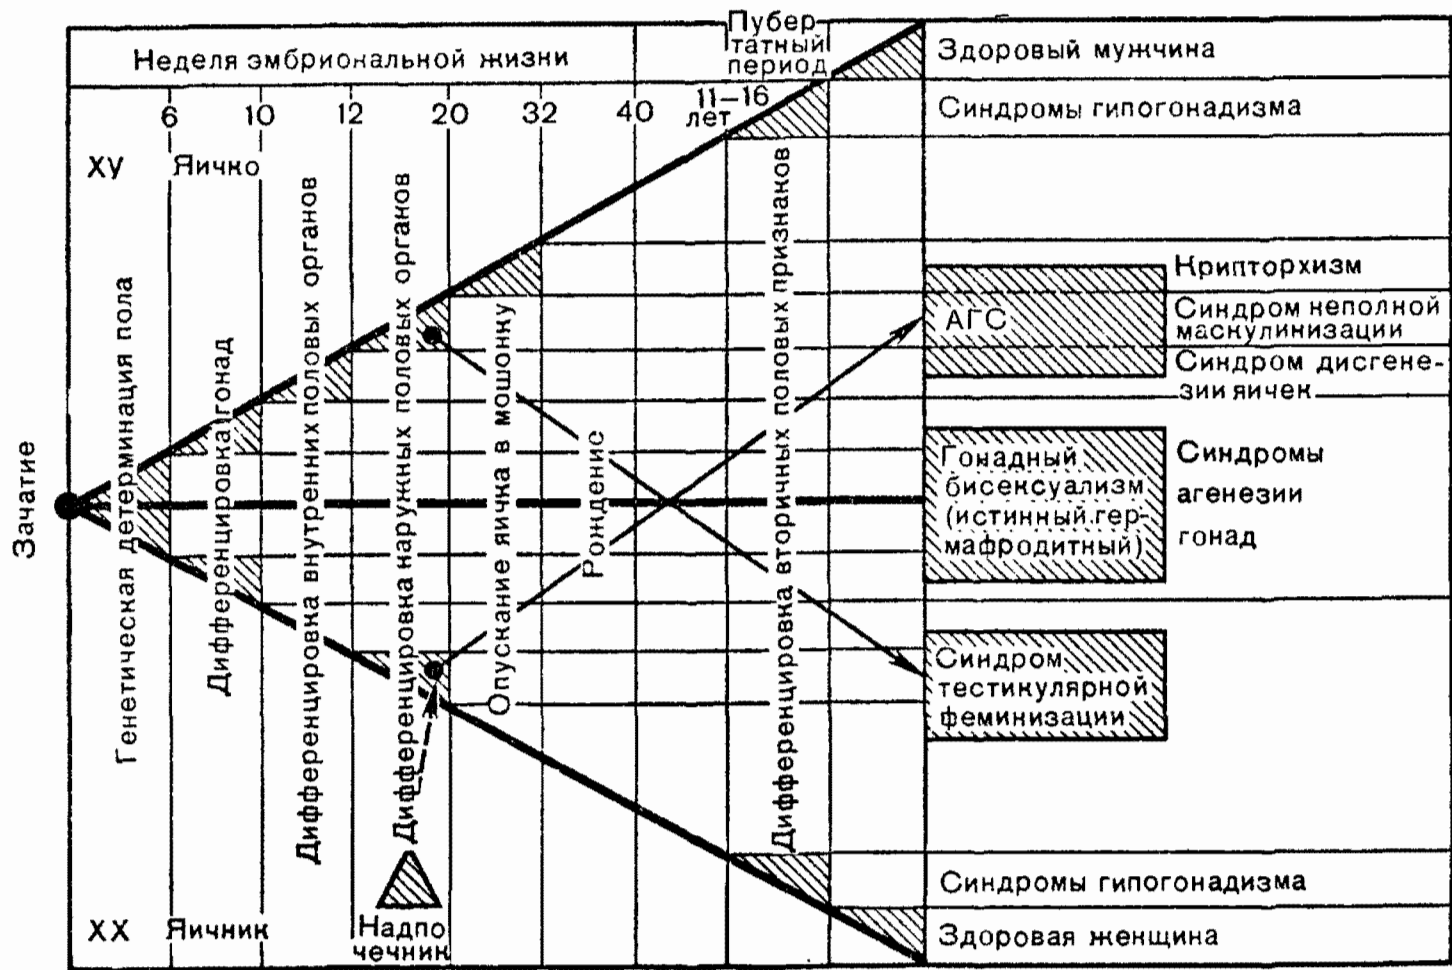 Неделя эмбриональной жизни
Пубер-
татный
период
11–16
лет
6
10
12
20
32
40
XУ
Яичко
Зачатие
Генетическая детерминация пола
Дифференцировка гонад
Дифференцировка внутренних половых органов
Дифференцировка наружных половых органов
Опускание яичка в мошонку
Рождение
Дифференцировка вторичных половых признаков
Здоровый мужчина
Синдромы гипогонадизма
Крипторхизм
АГС
Синдром неполной
маскулинизации
Синдром дисгене-
зии яичек
Гонадный
бисексуализм
(истинный гер-
мафродитный)
Синдромы
агенезии
гонад
Синдром
тестикулярной
феминизации
Синдромы гипогонадизма
Здоровая женщина
XX
Яичник
Надпо
чечник